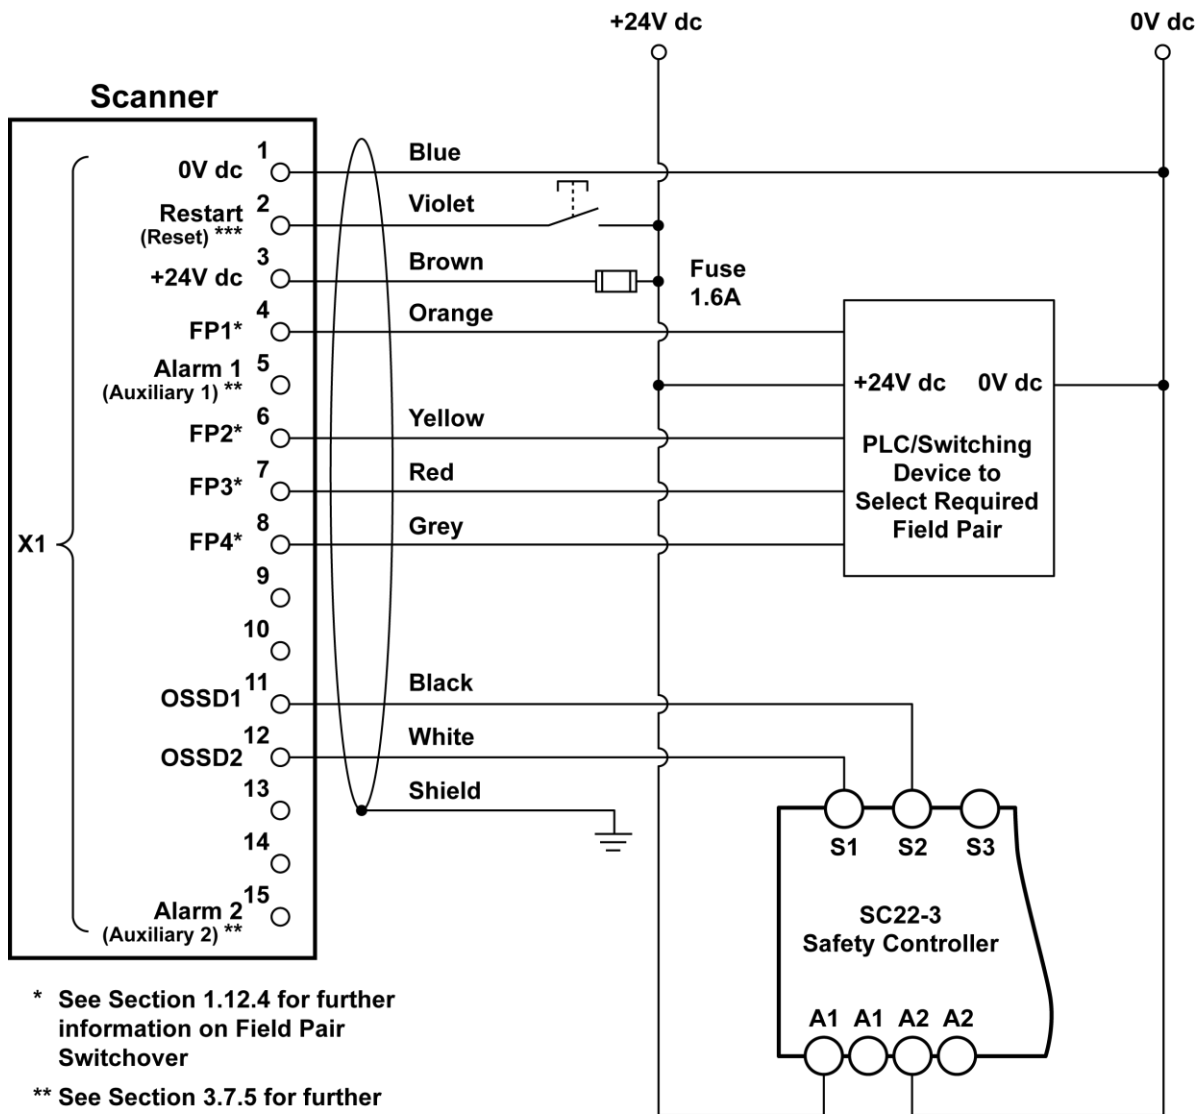 +24V dc
0V dc
Scanner
1
0V dc
Blue
2
Restart
(Reset) ***
Violet
3
+24V dc
Brown
Fuse
1.6A
4
FP1*
Orange
5
Alarm 1
(Auxiliary 1) **
+24V dc
0V dc
6
FP2*
Yellow
PLC/Switching
Device to
Select Required
Field Pair
7
FP3*
Red
8
FP4*
Grey
X1
9
10
11
OSSD1
Black
12
OSSD2
White
13
Shield
14
15
Alarm 2
(Auxiliary 2) **
S1
S2
S3
SC22-3
Safety Controller
A1
A1
A2
A2
* See Section 1.12.4 for further
information on Field Pair
Switchover
** See Section 3.7.5 for further